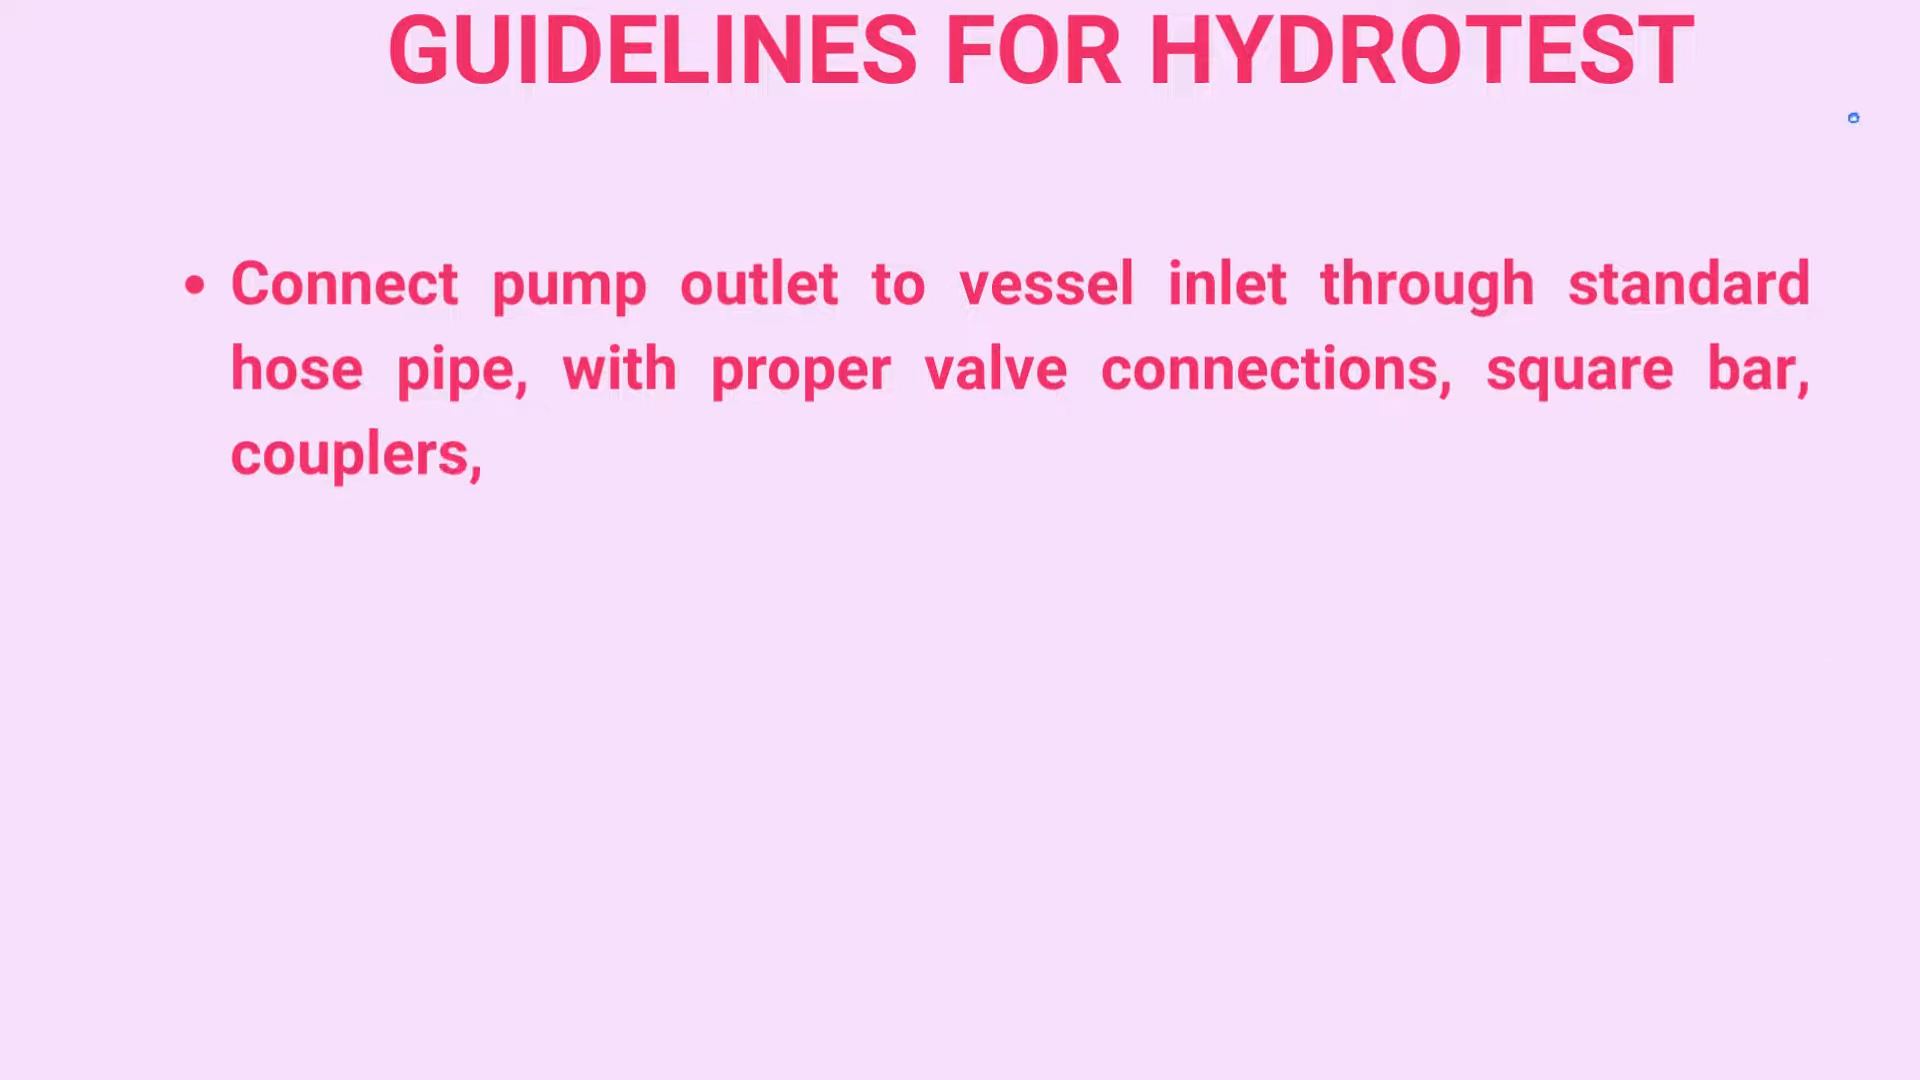 GUIDELINES FOR HYDROTEST
• Connect pump outlet to vessel inlet through standard
hose pipe, with proper valve connections, square bar,
couplers,